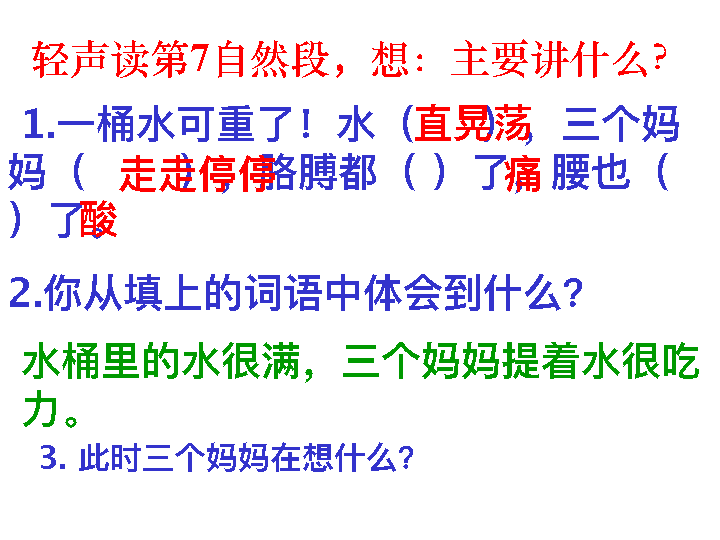 轻声读第7自然段，想：主要讲什么?
1.一桶水可重了！水（直晃荡），三个妈
妈（走走停停），胳膊都（痛）了，腰也（
）了酸
2.你从填上的词语中体会到什么?
水桶里的水很满，三个妈妈提着水很吃
力。
3. 此时三个妈妈在想什么?